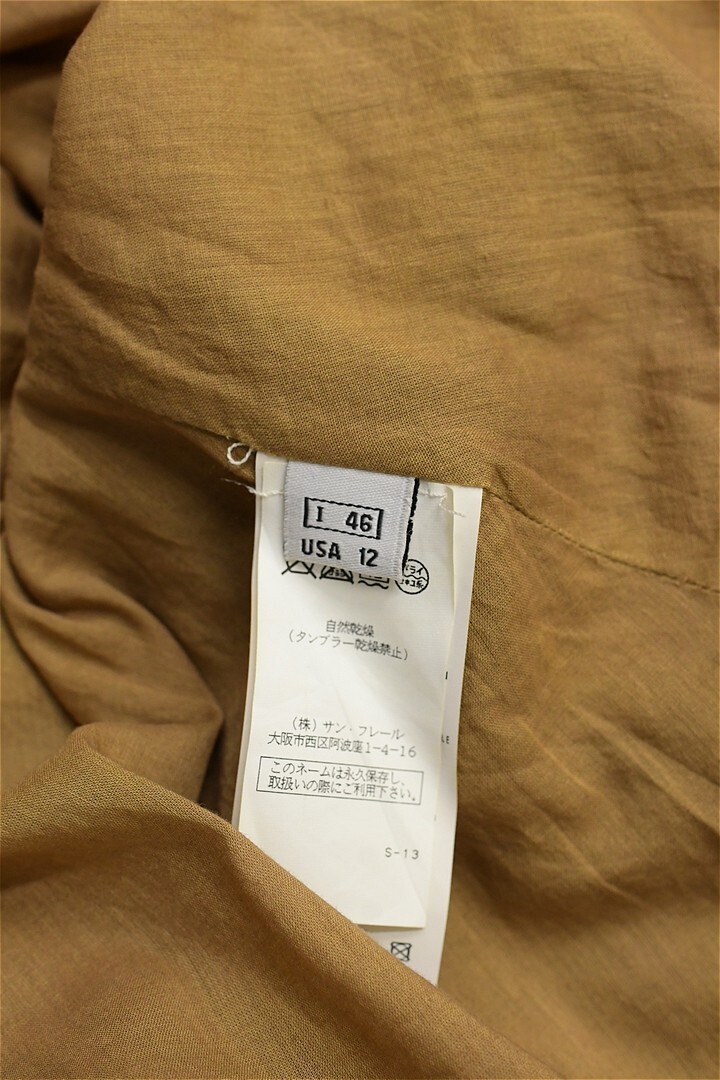 I 46
USA 12
ドライ
自然乾燥
(タンブラー乾燥禁止)
(株)サン・フレール
大阪市西区阿波座1-4-16
このネームは永久保存し、
取扱いの際にご利用下さい。
S-13
LE